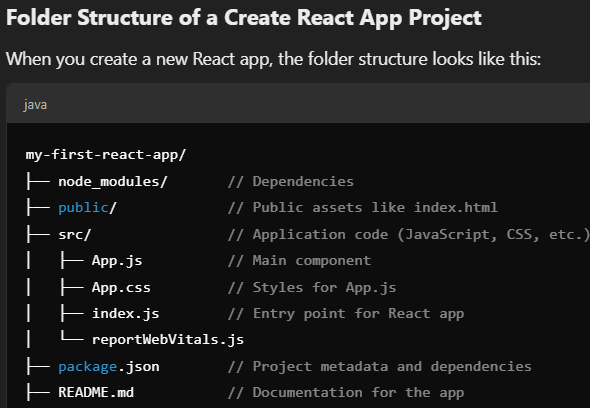 Folder Structure of a Create React App Project
When you create a new React app, the folder structure looks like this:
java
my-first-react-app/
├── node_modules/       // Dependencies
├── public/             // Public assets like index.html
├── src/                // Application code (JavaScript, CSS, etc.)
│   ├── App.js          // Main component
│   ├── App.css         // Styles for App.js
│   ├── index.js        // Entry point for React app
│   └── reportWebVitals.js
├── package.json        // Project metadata and dependencies
├── README.md           // Documentation for the app